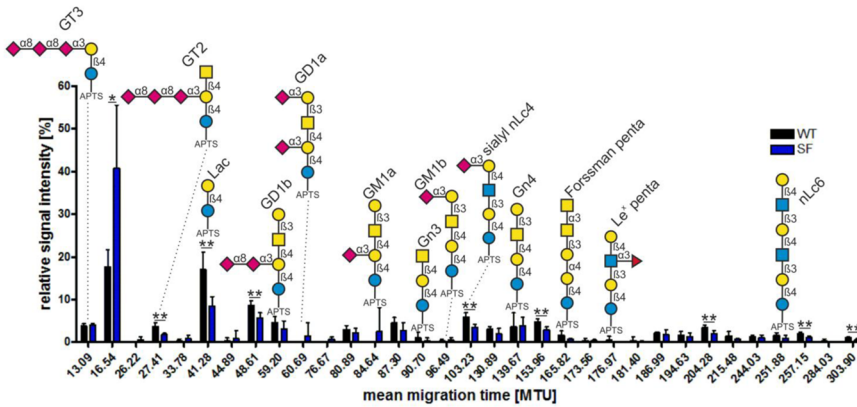 GT3
α8 α8 α3
ß4
APTS
GT2
α8 α8 α3
ß4
ß4
APTS
Lac
ß4
APTS
GD1a
α3
ß3
ß4
α3
ß4
APTS
GD1b
ß3
ß4
α8 α3
ß4
APTS
GM1a
ß3
ß4
α3
ß4
APTS
Gn3
ß4
ß4
APTS
GM1b
α3
ß3
ß4
ß4
APTS
sialyl nLc4
α3
ß4
ß3
ß4
APTS
Gn4
ß3
ß4
ß4
APTS
Forssman penta
α3
ß3
α4
ß4
APTS
Leˣ penta
ß4
α3
ß3
ß4
APTS
nLc6
ß4
ß3
ß4
ß3
ß4
APTS
WT
SF
relative signal intensity [%]
60
50
40
30
20
10
0
* ** ** ** ** ** ** ** **
13.09 16.54 26.22 27.41 33.78 41.28 44.89 48.61 59.20 60.69 76.67 80.89 84.64 87.30 90.70 96.49 103.23 130.99 139.67 153.96 165.82 173.56 176.97 181.40 186.99 194.63 204.28 215.48 244.03 251.88 257.15 284.03 303.90
mean migration time [MTU]